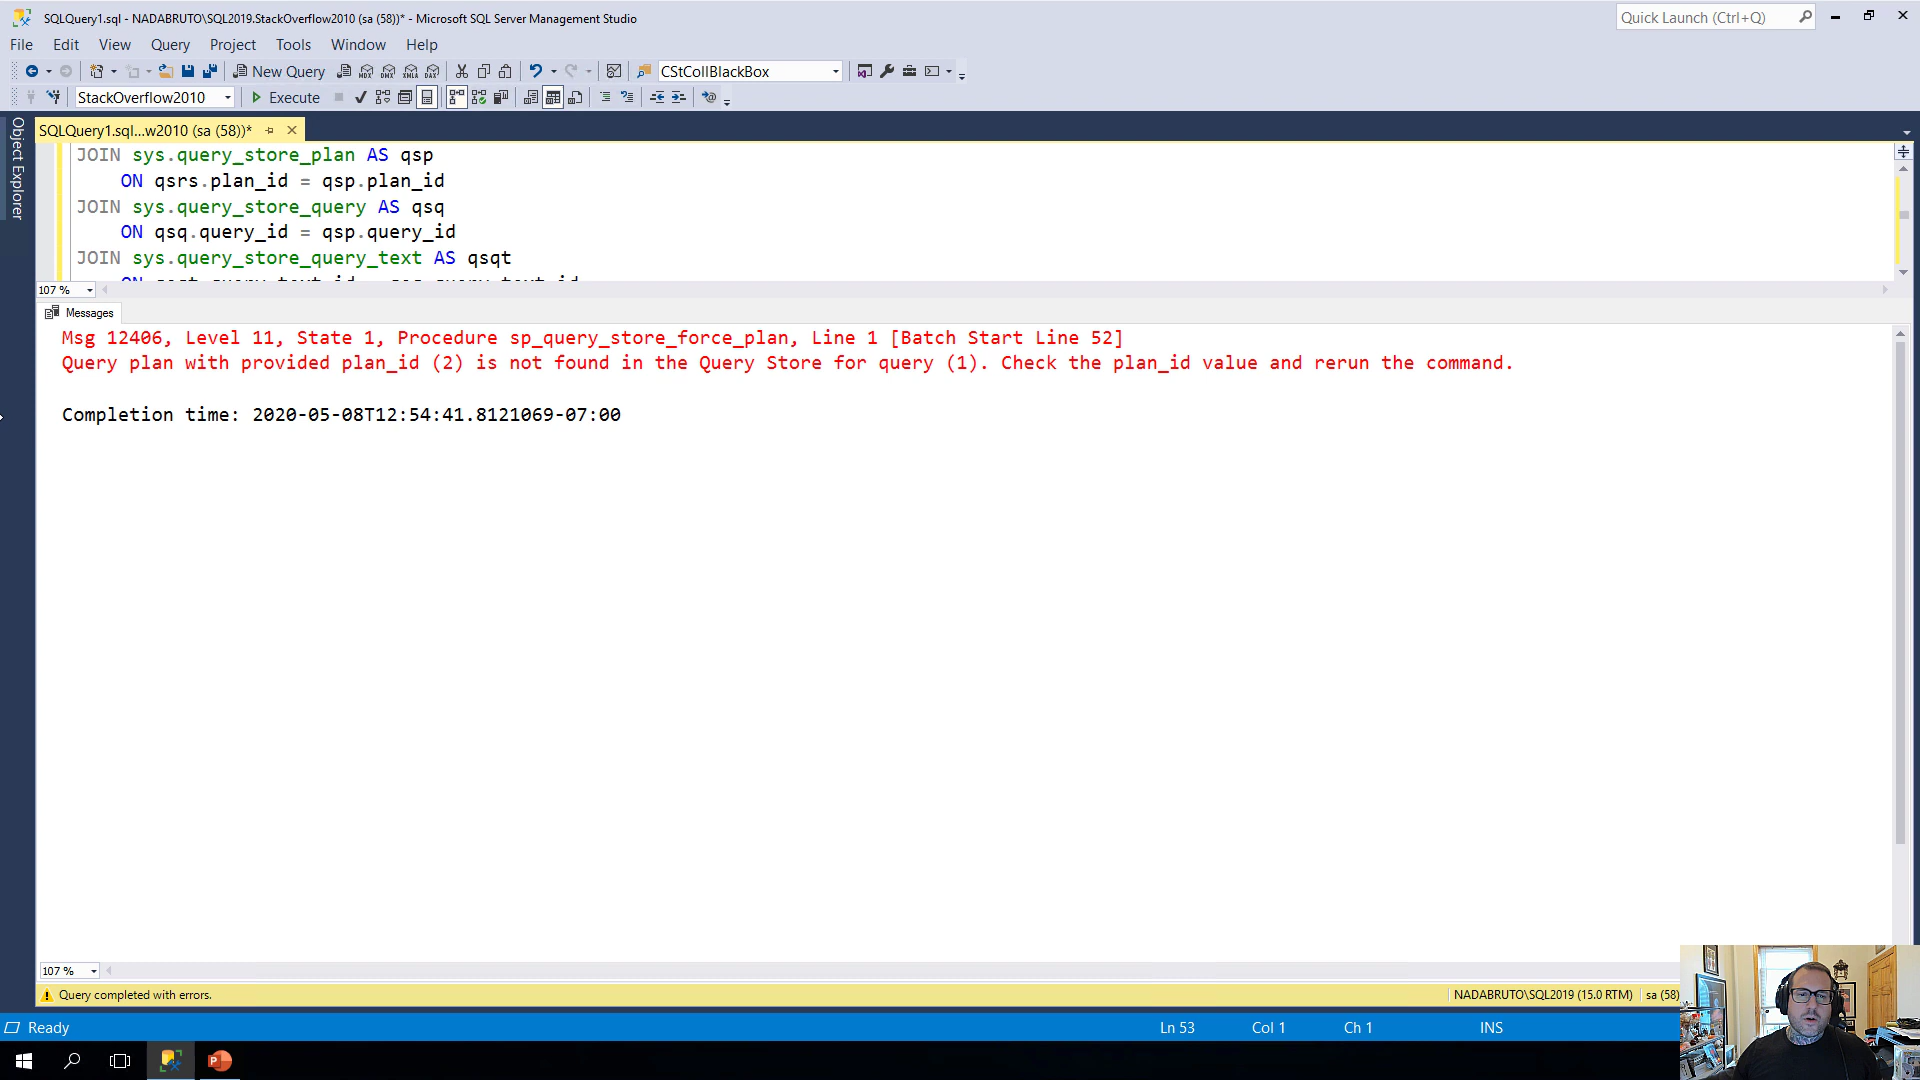 SQLQuery1.sql - NADABRUTO\SQL2019.StackOverflow2010 (sa (58))* - Microsoft SQL Server Management Studio
Quick Launch (Ctrl+Q)
File Edit View Query Project Tools Window Help
New Query
MDX DMX XMLA DAX
CStCollBlackBox
StackOverflow2010
Execute
Object Explorer
SQLQuery1.sql...w2010 (sa (58))*
JOIN sys.query_store_plan AS qsp
ON qsrs.plan_id = qsp.plan_id
JOIN sys.query_store_query AS qsq
ON qsq.query_id = qsp.query_id
JOIN sys.query_store_query_text AS qsqt
107 %
Messages
Msg 12406, Level 11, State 1, Procedure sp_query_store_force_plan, Line 1 [Batch Start Line 52]
Query plan with provided plan_id (2) is not found in the Query Store for query (1). Check the plan_id value and rerun the command.
Completion time: 2020-05-08T12:54:41.8121069-07:00
107 %
Query completed with errors.
NADABRUTO\SQL2019 (15.0 RTM)
sa (58)
Ready
Ln 53
Col 1
Ch 1
INS